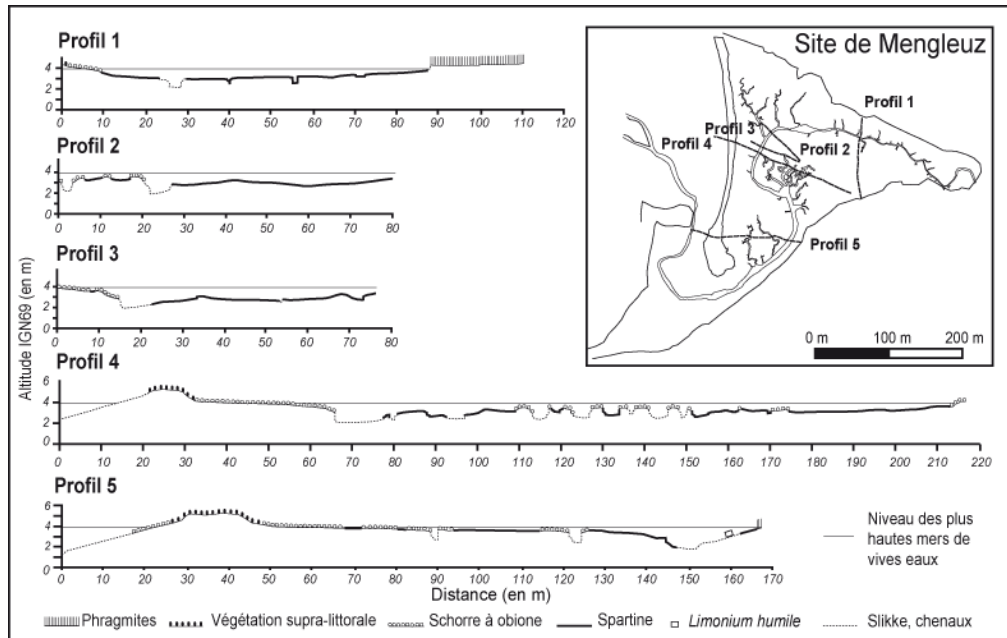 Profil 1
6
4
2
0
0 10 20 30 40 50 60 70 80 90 100 110 120
Profil 2
4
2
0
0 10 20 30 40 50 60 70 80
Profil 3
4
2
0
0 10 20 30 40 50 60 70 80
Altitude IGN69 (en m)
Profil 4
6
4
2
0
0 10 20 30 40 50 60 70 80 90 100 110 120 130 140 150 160 170 180 190 200 210 220
Profil 5
6
4
2
0
0 10 20 30 40 50 60 70 80 90 100 110 120 130 140 150 160 170
Distance (en m)
Site de Mengleuz
Profil 1
Profil 3
Profil 4
Profil 2
Profil 5
0 m 100 m 200 m
Niveau des plus
hautes mers de
vives eaux
Phragmites Végétation supra-littorale Schorre à obione Spartine Limonium humile Slikke, chenaux